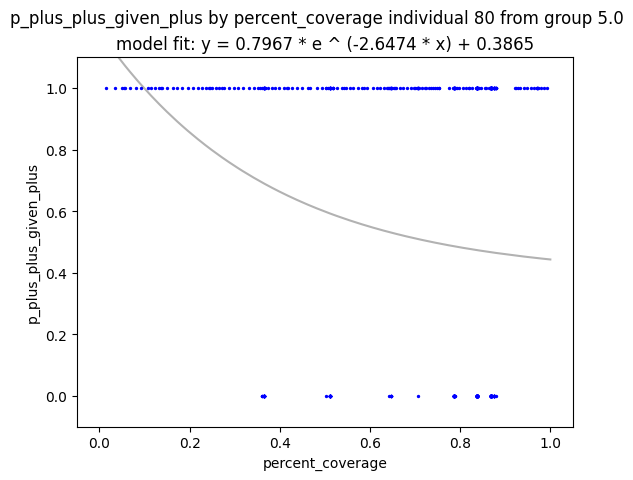 p_plus_plus_given_plus by percent_coverage individual 80 from group 5.0
model fit: y = 0.7967 * e ^ (-2.6474 * x) + 0.3865
1.0
0.8
0.6
0.4
0.2
0.0
p_plus_plus_given_plus
0.0 0.2 0.4 0.6 0.8 1.0
percent_coverage